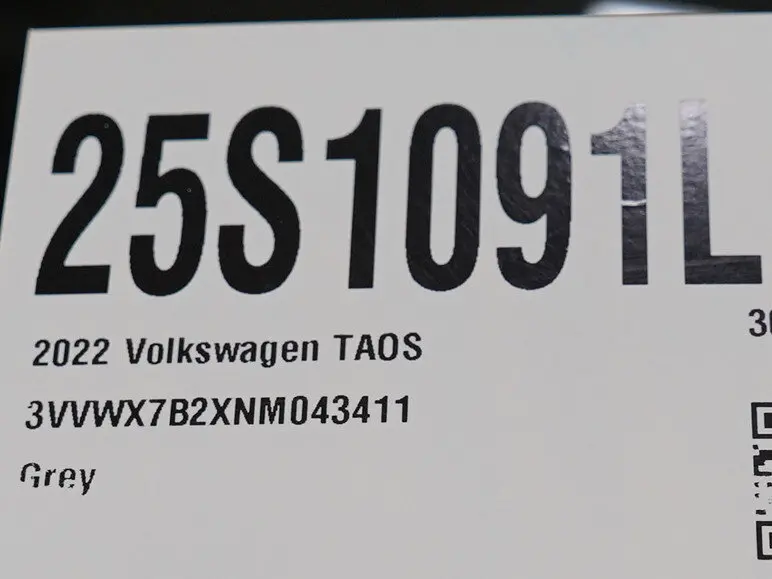 25S1091L
2022 Volkswagen TAOS
3VVWX7B2XNM043411
Grey